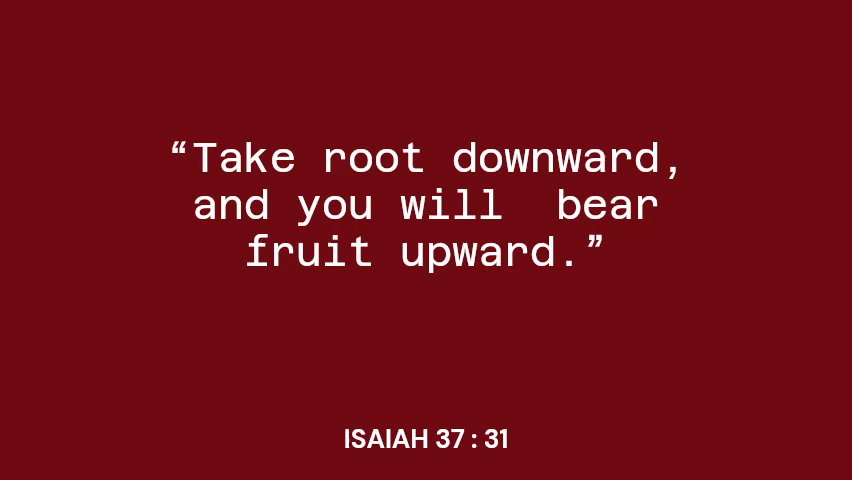 “Take root downward,
and you will  bear
fruit upward.”
ISAIAH 37 : 31